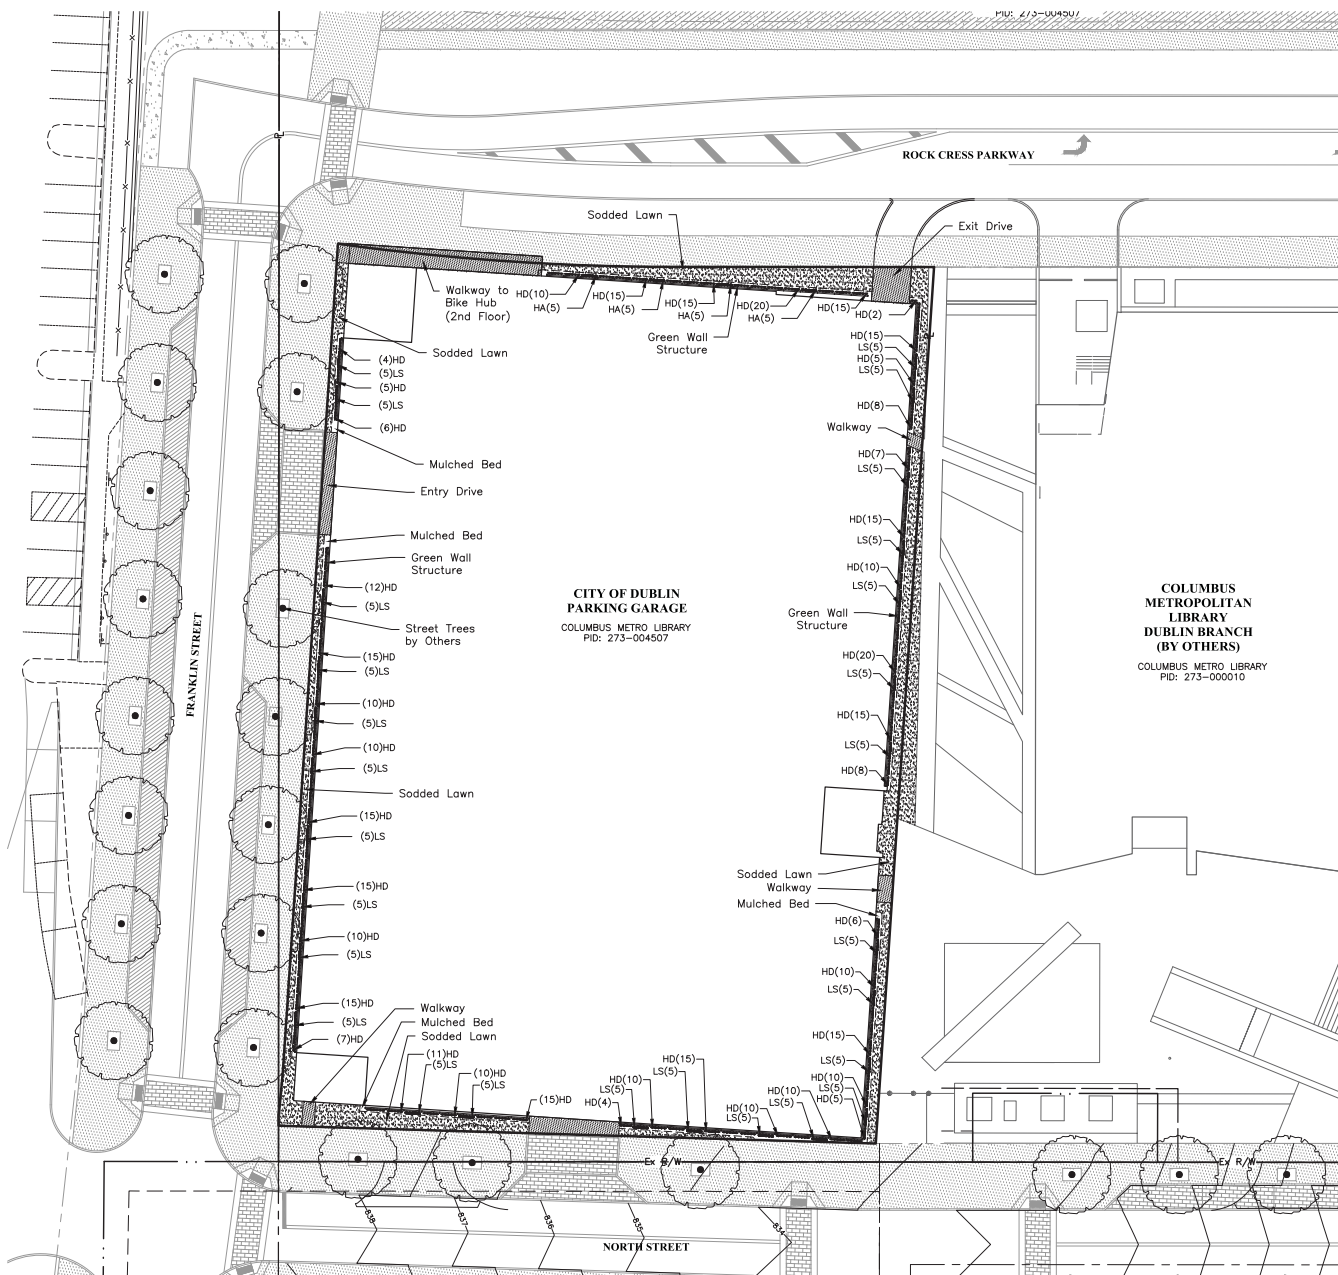 PID: 273-004507
ROCK CRESS PARKWAY
Sodded Lawn
Exit Drive
Walkway to
Bike Hub
(2nd Floor)
HD(10)
HA(5)
HD(15)
HA(5)
HD(15)
HA(5)
HD(20)
HA(5)
HD(15)
HD(2)
Green Wall
Structure
Sodded Lawn
(4)HD
(5)LS
(5)HD
(5)LS
(6)HD
Mulched Bed
Entry Drive
Mulched Bed
Green Wall
Structure
(12)HD
(5)LS
Street Trees
by Others
(15)HD
(5)LS
(10)HD
(5)LS
(10)HD
(5)LS
Sodded Lawn
(15)HD
(5)LS
(15)HD
(5)LS
(10)HD
(5)LS
(15)HD
(5)LS
(7)HD
HD(15)
LS(5)
HD(5)
LS(5)
HD(8)
Walkway
HD(7)
LS(5)
HD(15)
LS(5)
HD(10)
LS(5)
Green Wall
Structure
HD(20)
LS(5)
HD(15)
LS(5)
HD(8)
Sodded Lawn
Walkway
Mulched Bed
HD(6)
LS(5)
HD(10)
LS(5)
HD(15)
LS(5)
HD(10)
LS(5)
HD(5)
CITY OF DUBLIN
PARKING GARAGE
COLUMBUS METRO LIBRARY
PID: 273-004507
COLUMBUS
METROPOLITAN
LIBRARY
DUBLIN BRANCH
(BY OTHERS)
COLUMBUS METRO LIBRARY
PID: 273-000010
FRANKLIN STREET
Walkway
Mulched Bed
Sodded Lawn
(11)HD
(5)LS
(10)HD
(5)LS
(15)HD
HD(4)
LS(5)
HD(10)
LS(5)
HD(15)
LS(5)
HD(10)
LS(5)
HD(10)
Ex R/W
Ex R/W
838
837
836
835
834
NORTH STREET